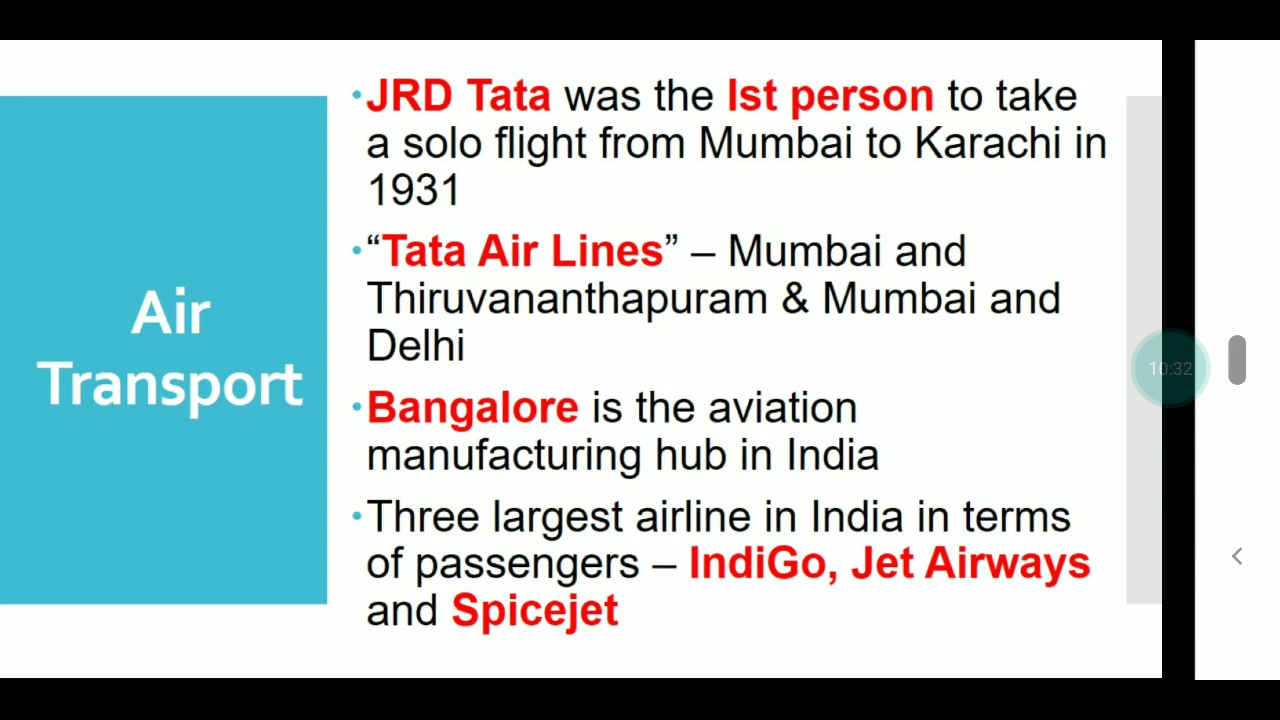 Air
Transport
•JRD Tata was the Ist person to take
a solo flight from Mumbai to Karachi in
1931
•“Tata Air Lines” – Mumbai and
Thiruvananthapuram & Mumbai and
Delhi
•Bangalore is the aviation
manufacturing hub in India
•Three largest airline in India in terms
of passengers – IndiGo, Jet Airways
and Spicejet
10:32